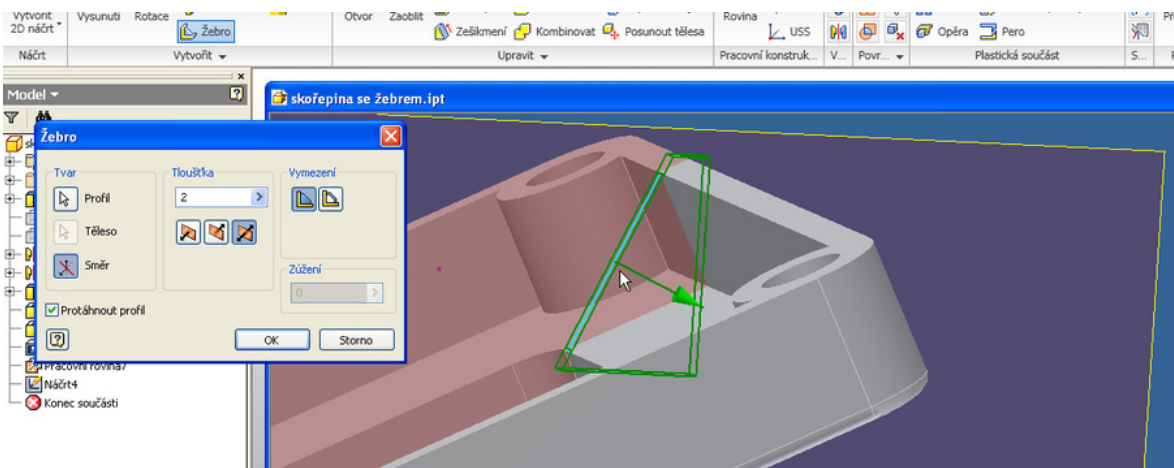 Vytvořit
2D náčrt
Vysunutí
Rotace
Žebro
Otvor
Zaoblit
Zešikmení
Kombinovat
Posunout tělesa
Rovina
USS
Opěra
Pero
Náčrt
Vytvořit
Upravit
Pracovní konstruk...
V...
Povr...
Plastická součást
S...
Model
skořepina se žebrem.ipt
Žebro
Tvar
Tloušťka
Vymezení
Profil
2
Těleso
Směr
Zúžení
0
Protáhnout profil
OK
Storno
Pracovní rovina7
Náčrt4
Konec součásti